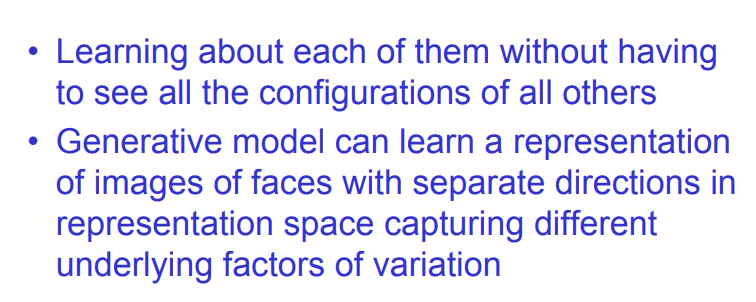 • Learning about each of them without having
to see all the configurations of all others
• Generative model can learn a representation
of images of faces with separate directions in
representation space capturing different
underlying factors of variation